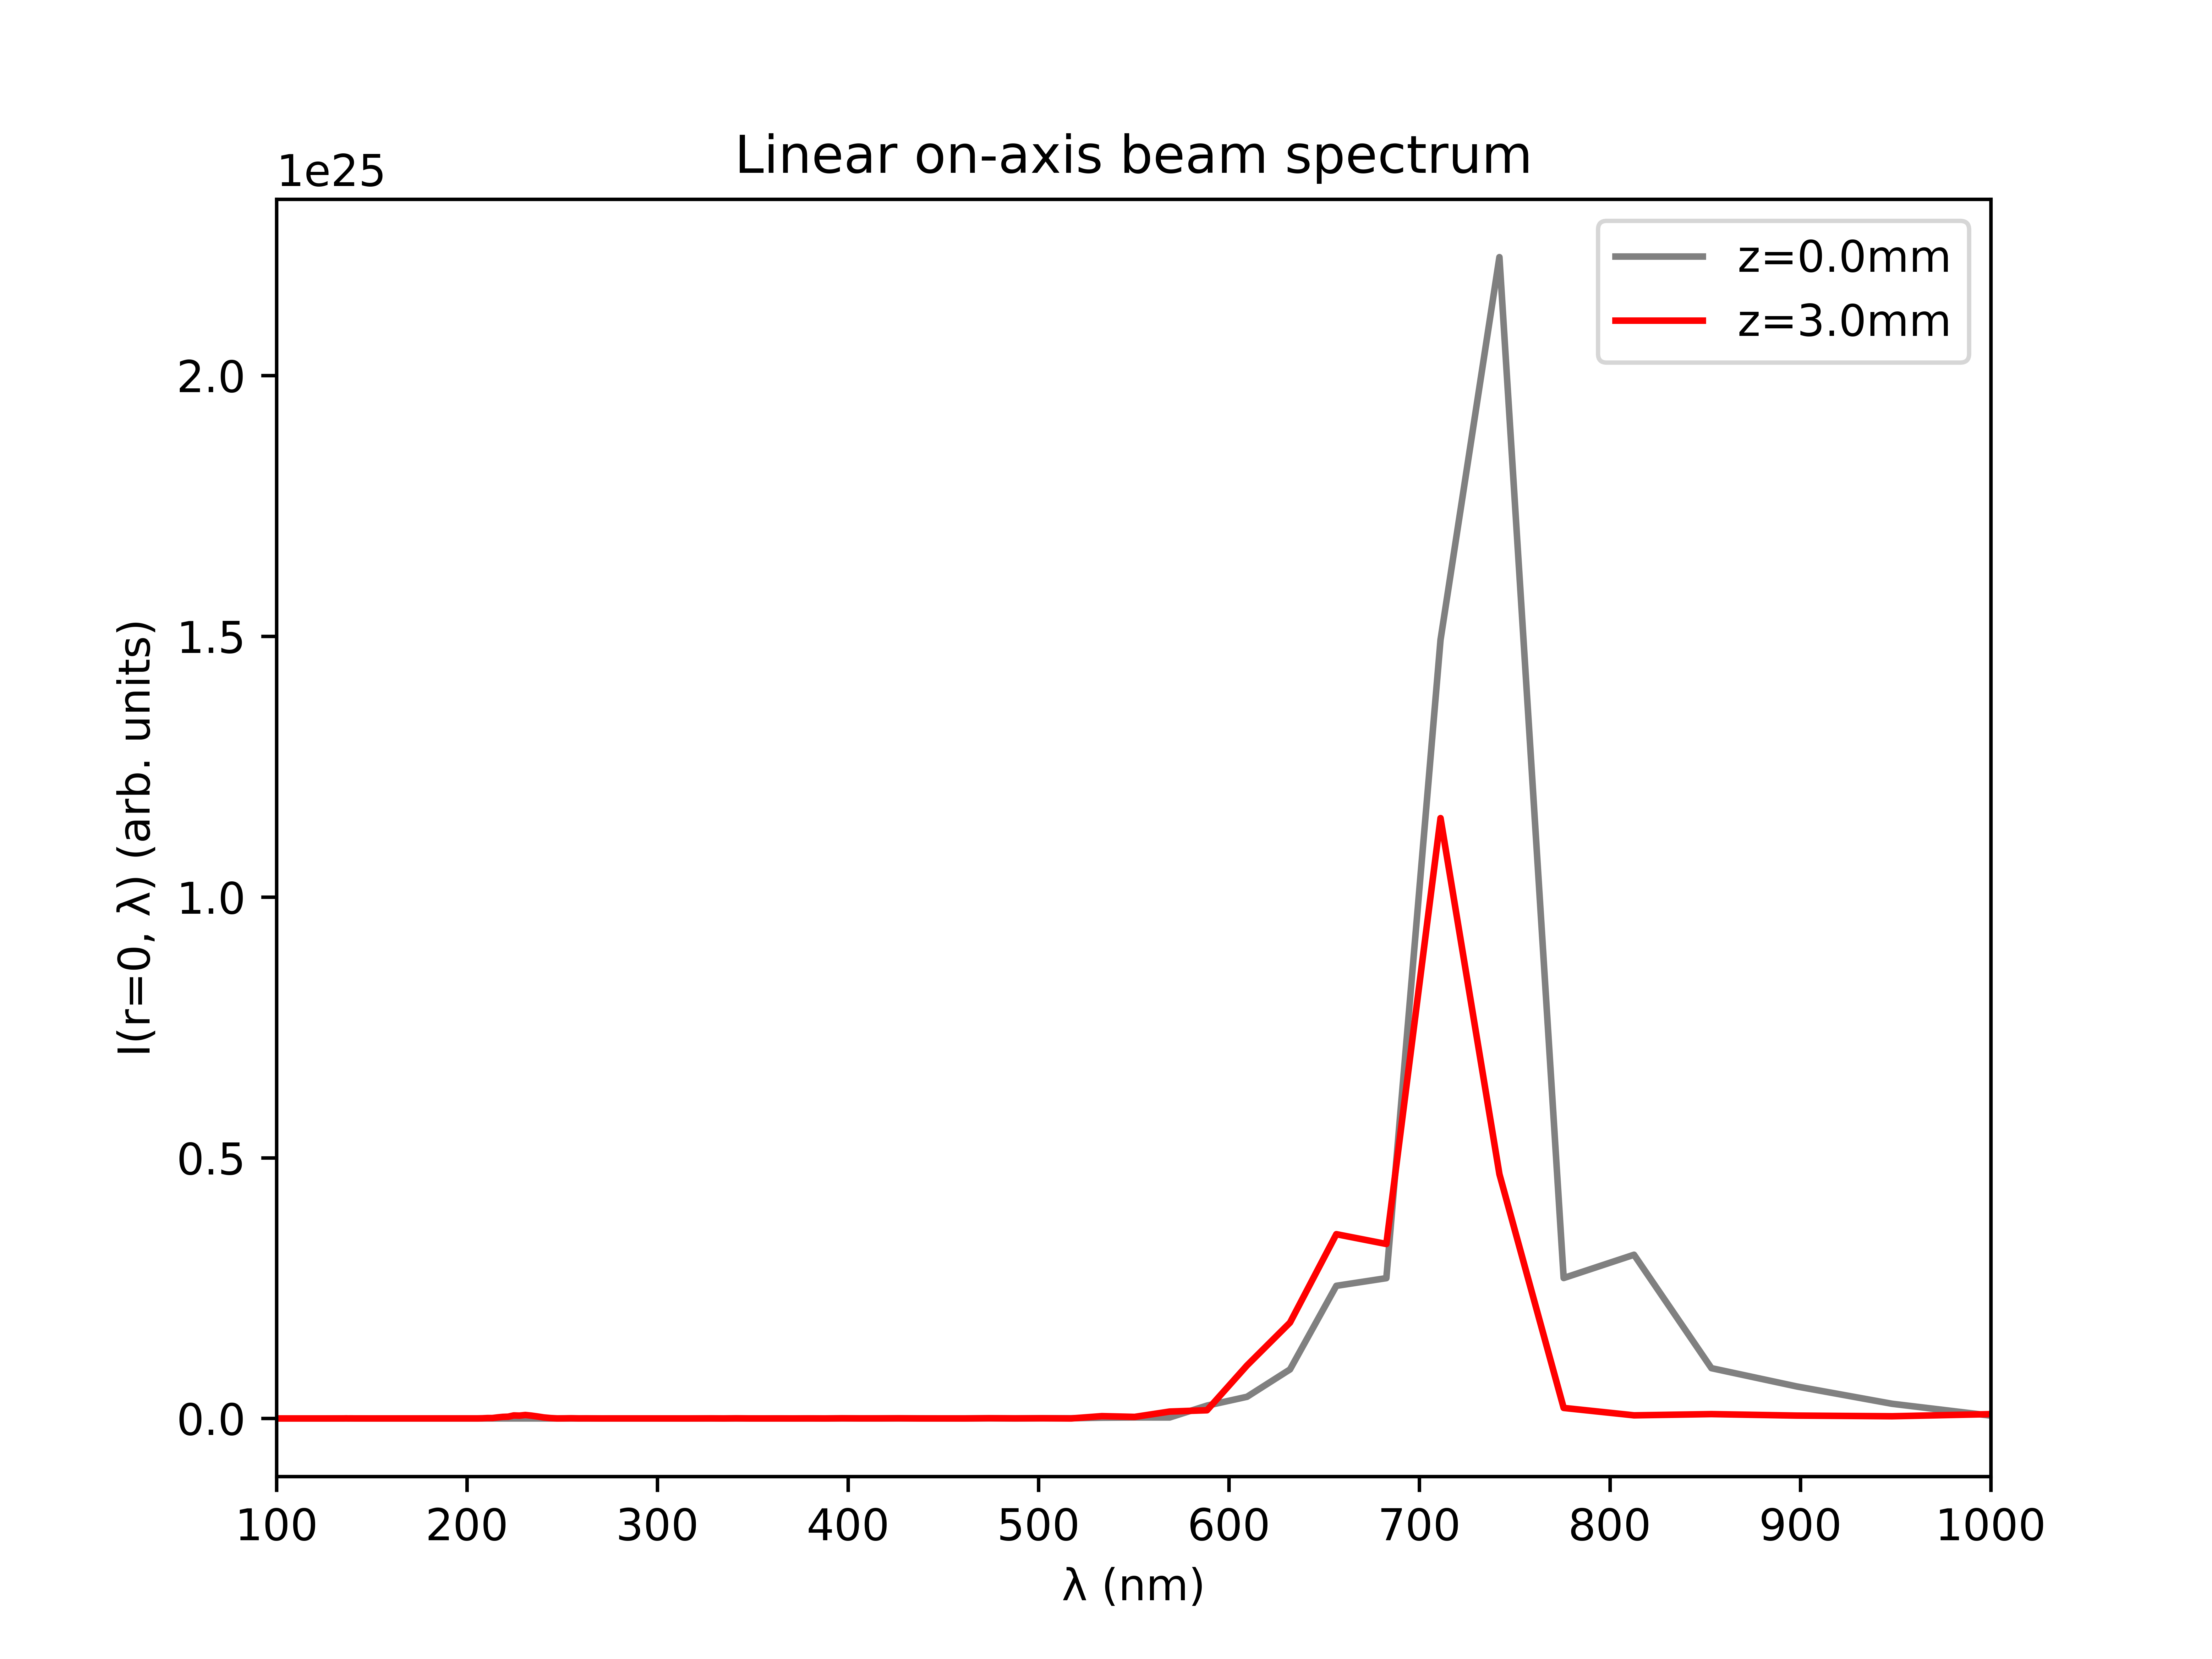 Linear on-axis beam spectrum
1e25
z=0.0mm
z=3.0mm
2.0
1.5
1.0
0.5
0.0
I(r=0, λ) (arb. units)
100 200 300 400 500 600 700 800 900 1000
λ (nm)